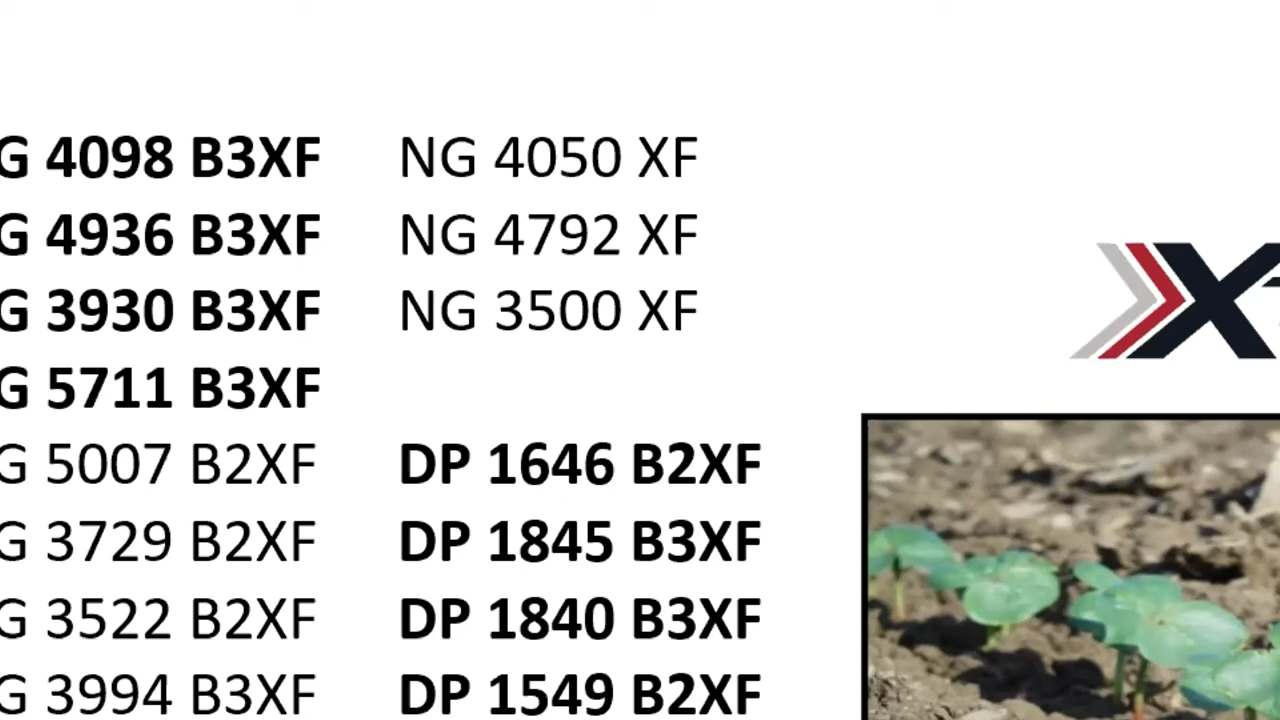 G 4098 B3XF NG 4050 XF
G 4936 B3XF NG 4792 XF
G 3930 B3XF NG 3500 XF
G 5711 B3XF
G 5007 B2XF DP 1646 B2XF
G 3729 B2XF DP 1845 B3XF
G 3522 B2XF DP 1840 B3XF
G 3994 B3XF DP 1549 B2XF
X